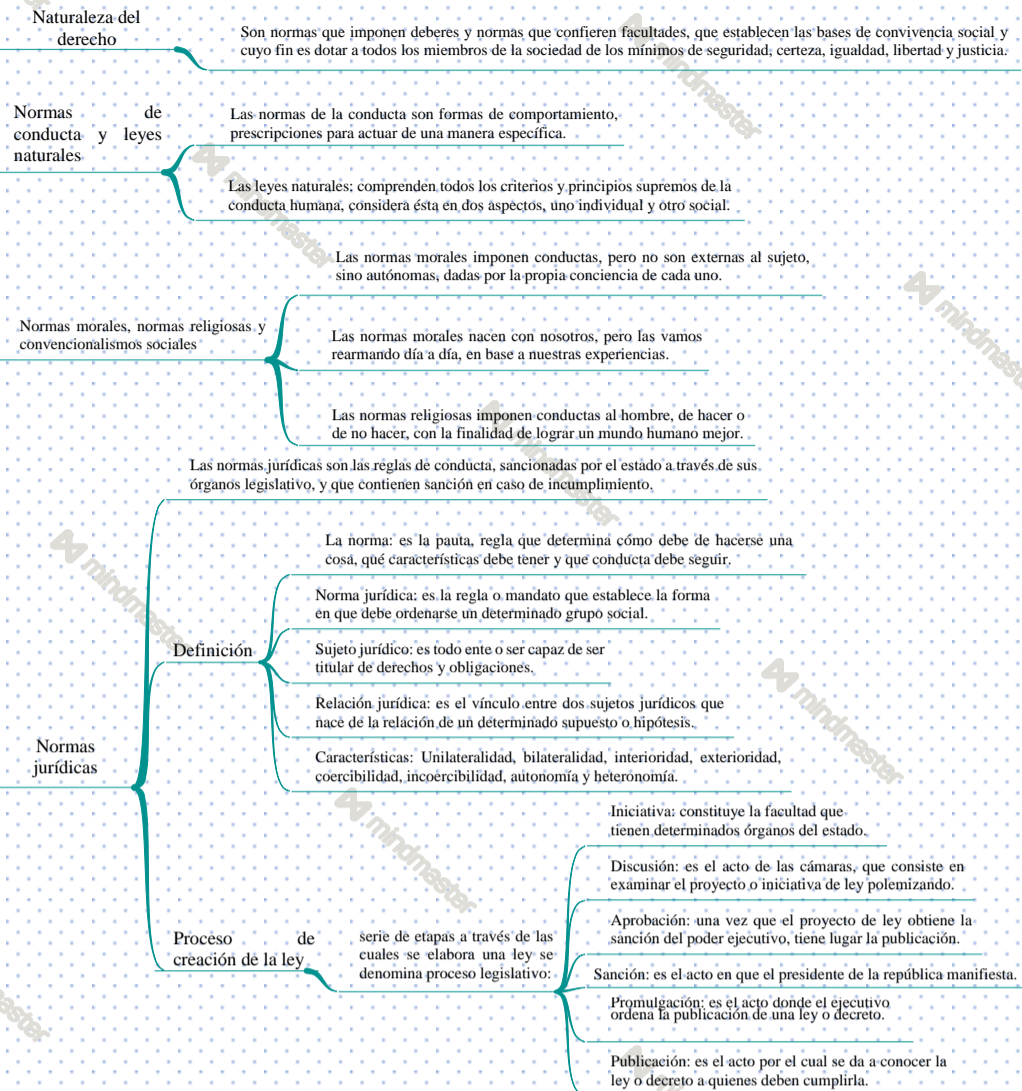 Naturaleza del
derecho
Son normas que imponen deberes y normas que confieren facultades, que establecen las bases de convivencia social y
cuyo fin es dotar a todos los miembros de la sociedad de los mínimos de seguridad, certeza, igualdad, libertad y justicia.
Normas de
conducta y leyes
naturales
Las normas de la conducta son formas de comportamiento,
prescripciones para actuar de una manera específica.
Las leyes naturales: comprenden todos los criterios y principios supremos de la
conducta humana, considera ésta en dos aspectos, uno individual y otro social.
Normas morales, normas religiosas y
convencionalismos sociales
Las normas morales imponen conductas, pero no son externas al sujeto,
sino autónomas, dadas por la propia conciencia de cada uno.
Las normas morales nacen con nosotros, pero las vamos
rearmando día a día, en base a nuestras experiencias.
Las normas religiosas imponen conductas al hombre, de hacer o
de no hacer, con la finalidad de lograr un mundo humano mejor.
Normas
jurídicas
Las normas jurídicas son las reglas de conducta, sancionadas por el estado a través de sus
órganos legislativo, y que contienen sanción en caso de incumplimiento.
Definición
La norma: es la pauta, regla que determina cómo debe de hacerse una
cosa, qué características debe tener y que conducta debe seguir.
Norma jurídica: es la regla o mandato que establece la forma
en que debe ordenarse un determinado grupo social.
Sujeto jurídico: es todo ente o ser capaz de ser
titular de derechos y obligaciones.
Relación jurídica: es el vínculo entre dos sujetos jurídicos que
nace de la relación de un determinado supuesto o hipótesis.
Características: Unilateralidad, bilateralidad, interioridad, exterioridad,
coercibilidad, incoercibilidad, autonomía y heteronomía.
Proceso de
creación de la ley
serie de etapas a través de las
cuales se elabora una ley se
denomina proceso legislativo:
Iniciativa: constituye la facultad que
tienen determinados órganos del estado.
Discusión: es el acto de las cámaras, que consiste en
examinar el proyecto o iniciativa de ley polemizando.
Aprobación: una vez que el proyecto de ley obtiene la
sanción del poder ejecutivo, tiene lugar la publicación.
Sanción: es el acto en que el presidente de la república manifiesta.
Promulgación: es el acto donde el ejecutivo
ordena la publicación de una ley o decreto.
Publicación: es el acto por el cual se da a conocer la
ley o decreto a quienes deben cumplirla.
mindmaster
mindmaster
mindmaster
mindmaster
mindmaster
mindmaster
mindmaster